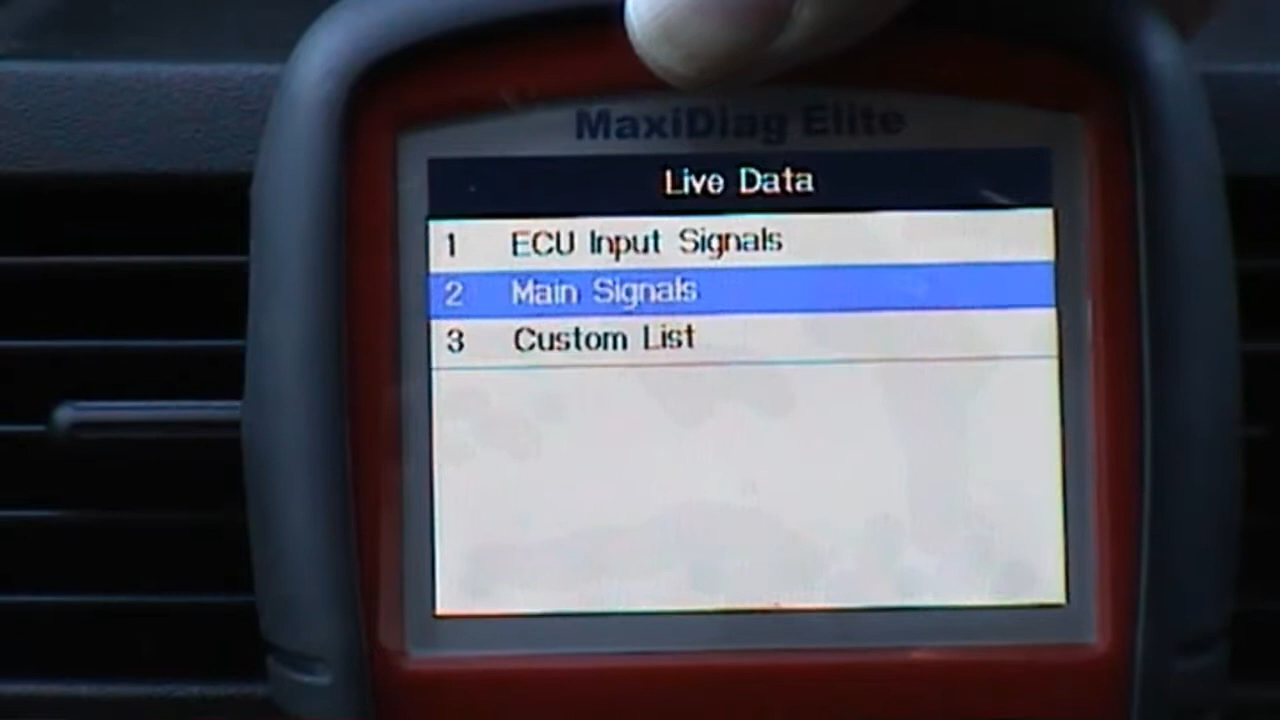 MaxiDiag Elite
Live Data
1 ECU Input Signals
2 Main Signals
3 Custom List